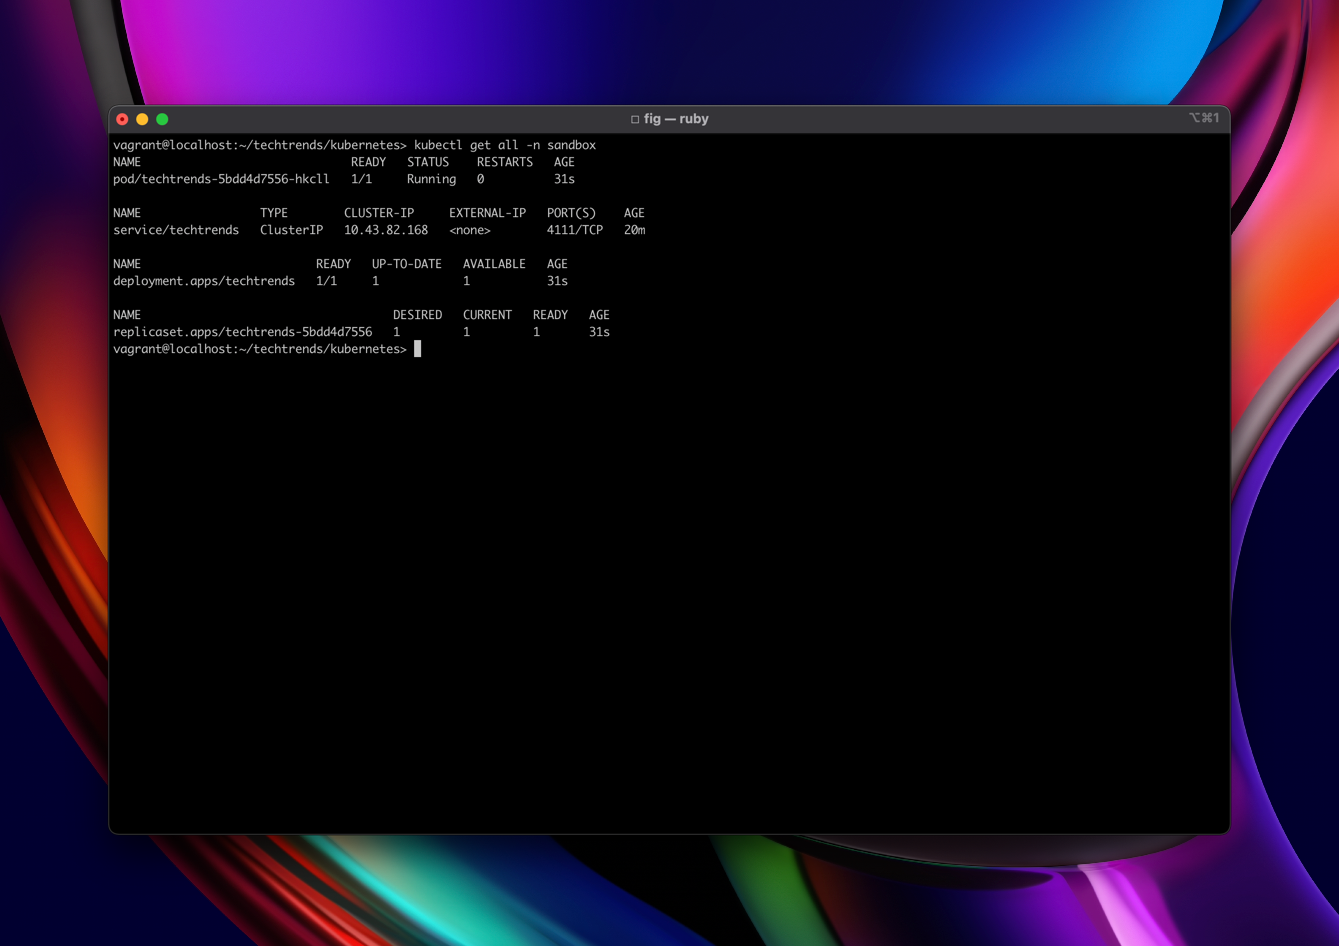 fig — ruby
⌥⌘1
vagrant@localhost:~/techtrends/kubernetes> kubectl get all -n sandbox
NAME READY STATUS RESTARTS AGE
pod/techtrends-5bdd4d7556-hkcll 1/1 Running 0 31s
NAME TYPE CLUSTER-IP EXTERNAL-IP PORT(S) AGE
service/techtrends ClusterIP 10.43.82.168 <none> 4111/TCP 20m
NAME READY UP-TO-DATE AVAILABLE AGE
deployment.apps/techtrends 1/1 1 1 31s
NAME DESIRED CURRENT READY AGE
replicaset.apps/techtrends-5bdd4d7556 1 1 1 31s
vagrant@localhost:~/techtrends/kubernetes>